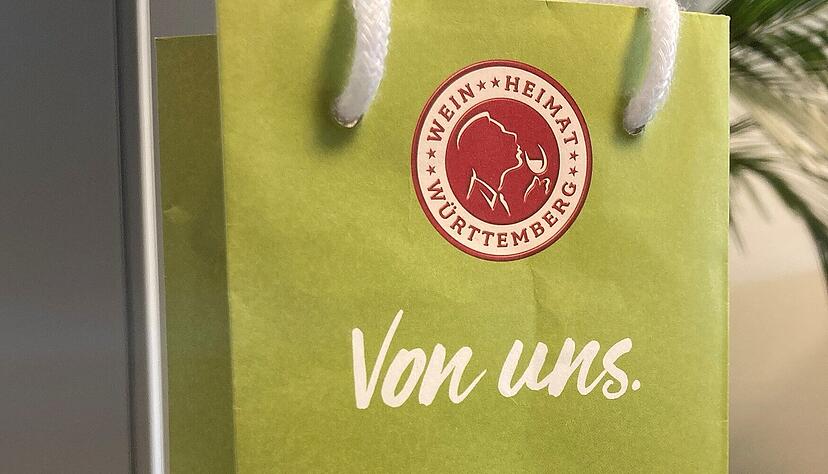 WEIN ★★ HEIMAT
★★ WÜRTTEMBERG ★★
Von uns.